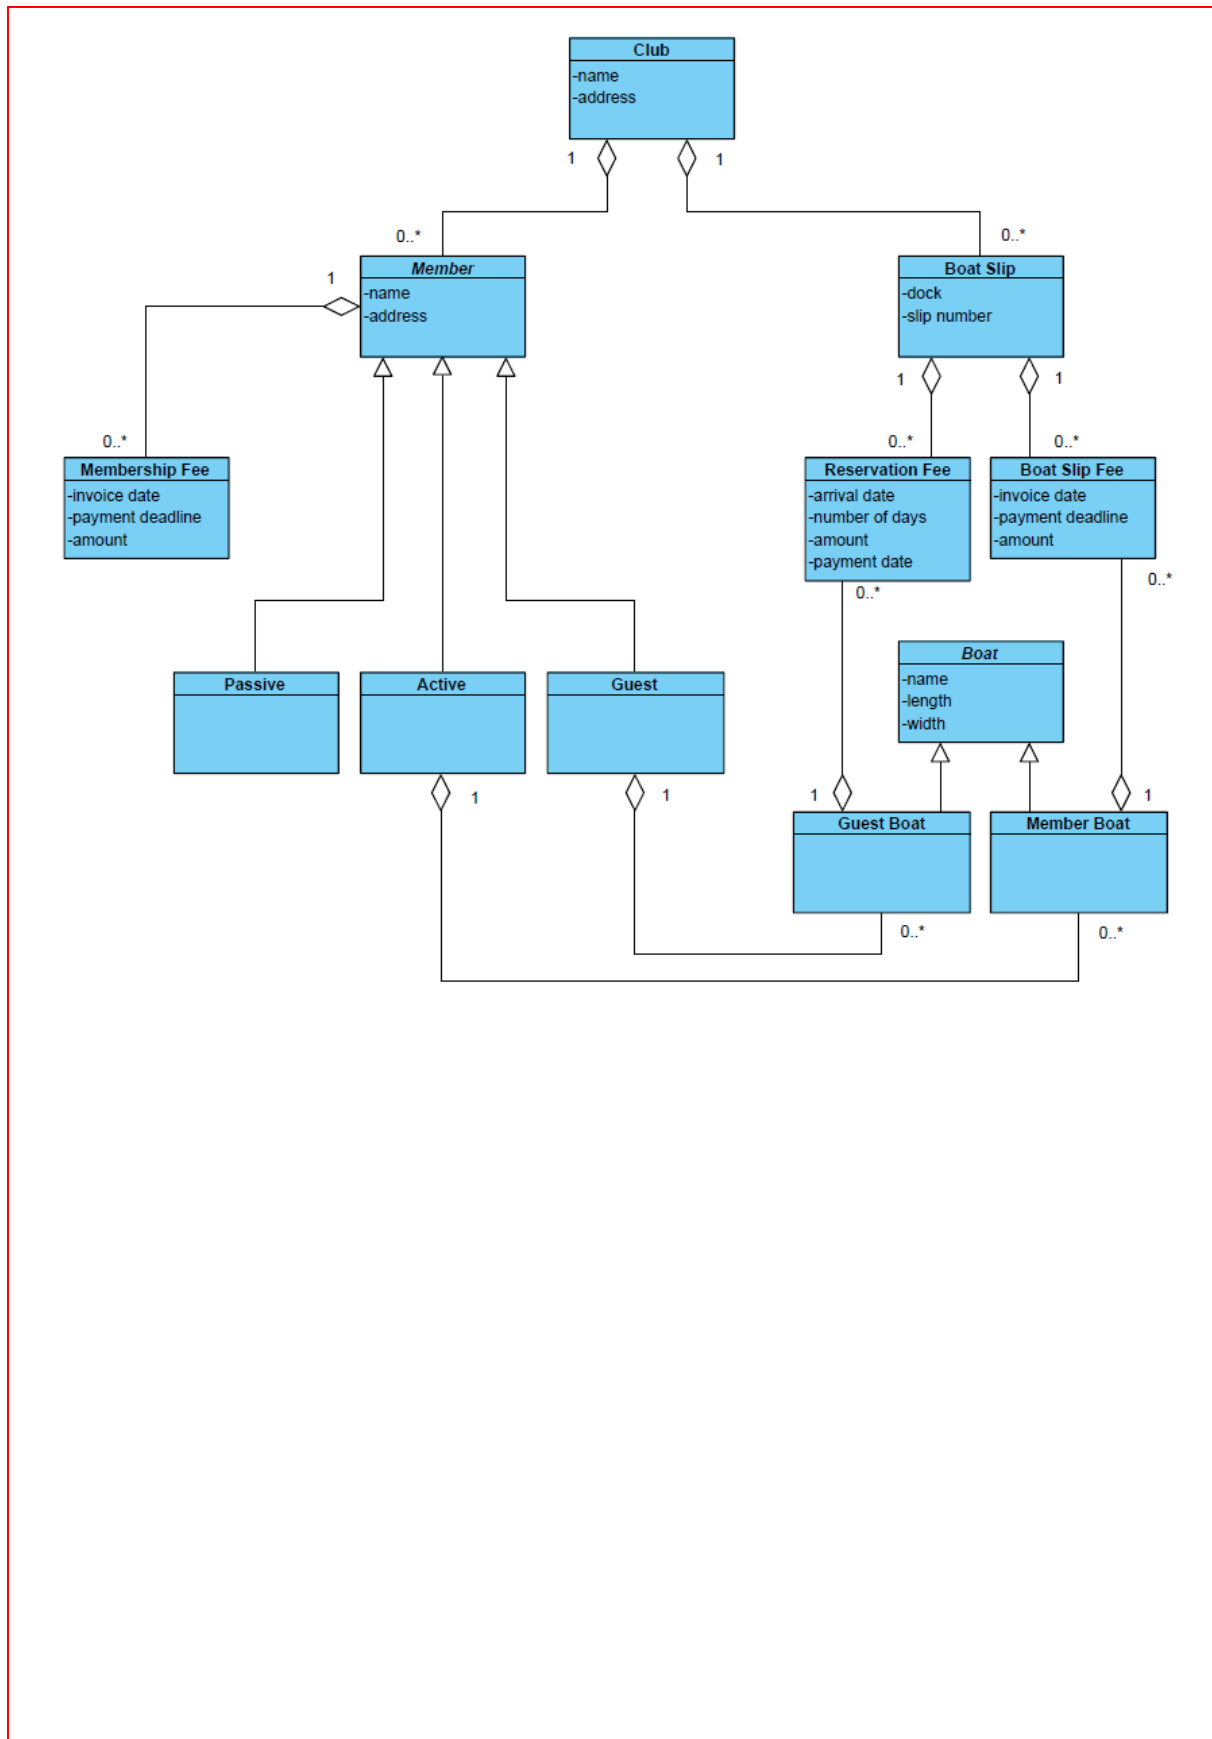 Club
-name
-address
1
1
0..*
0..*
Member
-name
-address
1
Boat Slip
-dock
-slip number
1
1
0..*
0..*
0..*
Membership Fee
-invoice date
-payment deadline
-amount
Reservation Fee
-arrival date
-number of days
-amount
-payment date
Boat Slip Fee
-invoice date
-payment deadline
-amount
0..*
0..*
Boat
-name
-length
-width
Passive
Active
Guest
1
1
1
1
Guest Boat
Member Boat
0..*
0..*